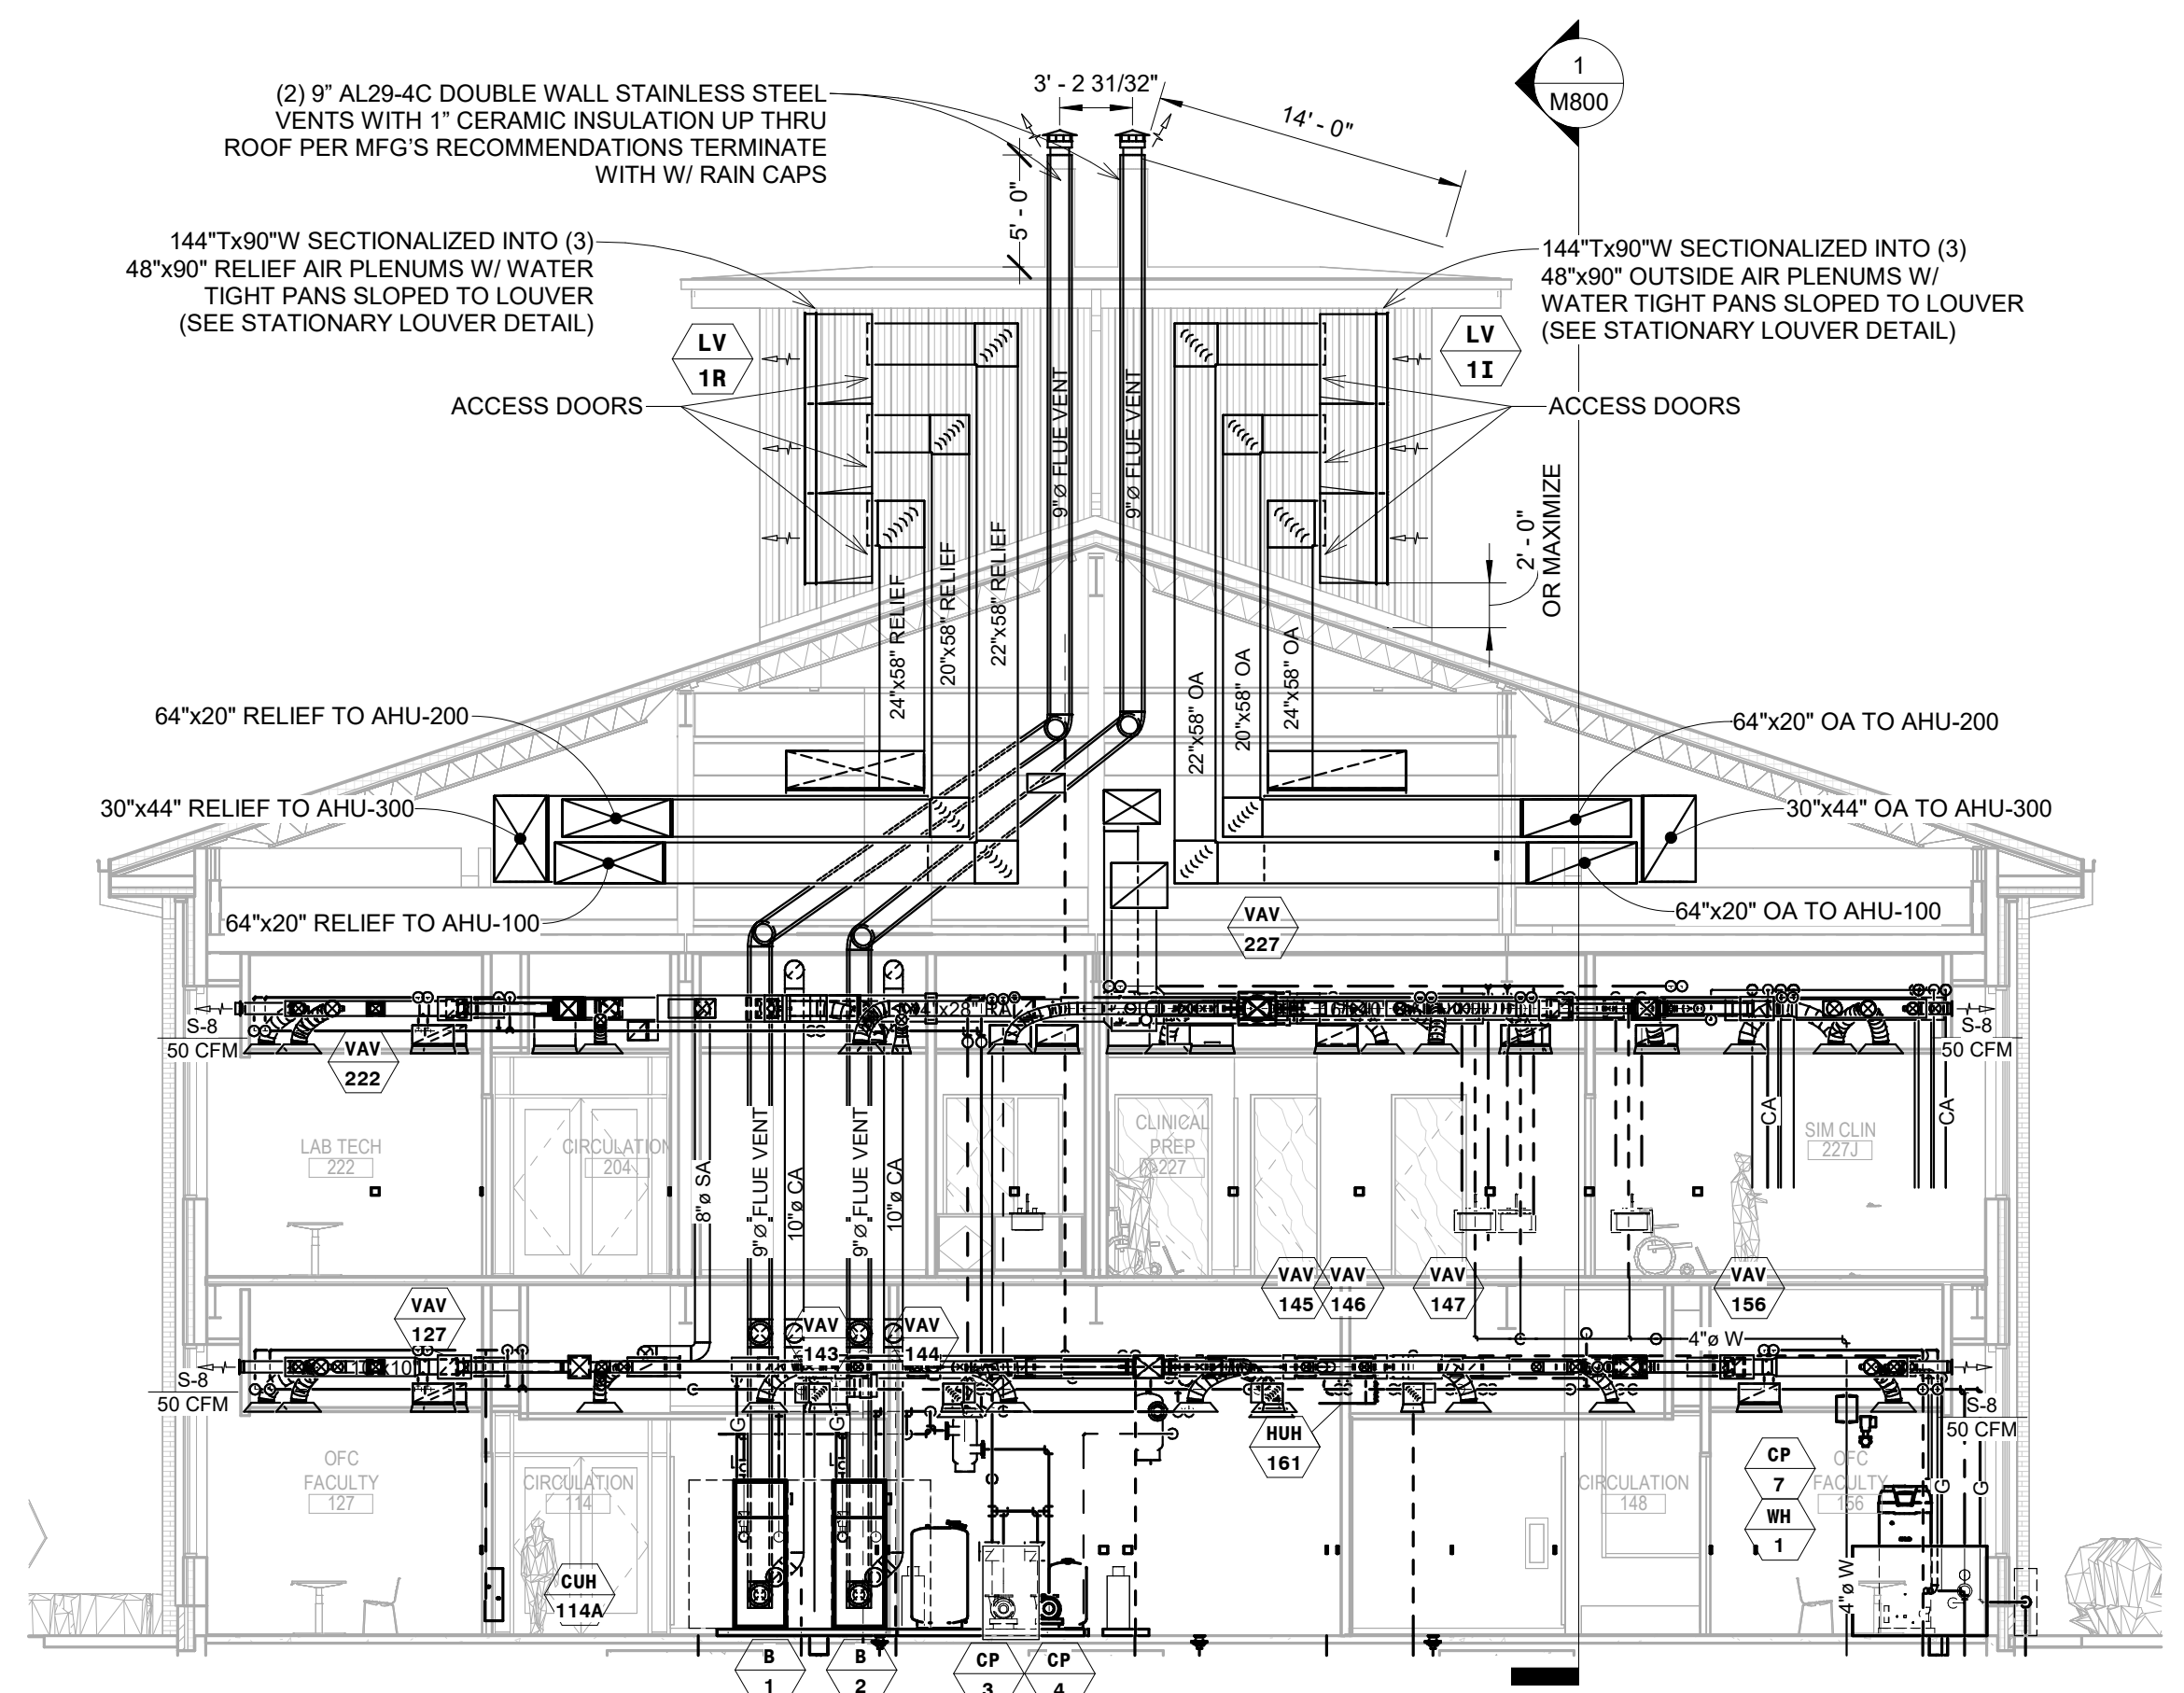 3' - 2 31/32"
1
M800
(2) 9” AL29-4C DOUBLE WALL STAINLESS STEEL
VENTS WITH 1” CERAMIC INSULATION UP THRU
ROOF PER MFG'S RECOMMENDATIONS TERMINATE
WITH W/ RAIN CAPS
14' - 0"
5' - 0"
144"Tx90"W SECTIONALIZED INTO (3)
48"x90" RELIEF AIR PLENUMS W/ WATER
TIGHT PANS SLOPED TO LOUVER
(SEE STATIONARY LOUVER DETAIL)
144"Tx90"W SECTIONALIZED INTO (3)
48"x90" OUTSIDE AIR PLENUMS W/
WATER TIGHT PANS SLOPED TO LOUVER
(SEE STATIONARY LOUVER DETAIL)
LV
1R
LV
1I
ACCESS DOORS
ACCESS DOORS
9"ø FLUE VENT
9"ø FLUE VENT
2' - 0"
OR MAXIMIZE
24"x58" RELIEF
20"x58" RELIEF
22"x58" RELIEF
22"x58" OA
20"x58" OA
24"x58" OA
64"x20" RELIEF TO AHU-200
64"x20" OA TO AHU-200
30"x44" RELIEF TO AHU-300
30"x44" OA TO AHU-300
64"x20" RELIEF TO AHU-100
64"x20" OA TO AHU-100
VAV
227
S-8
50 CFM
VAV
222
S-8
50 CFM
LAB TECH
222
CIRCULATION
204
CLINICAL
PREP
227
SIM CLIN
227J
CA
CA
8"ø SA
9"ø FLUE VENT
10"ø CA
9"ø FLUE VENT
10"ø CA
VAV
127
VAV
143
VAV
144
VAV
145
VAV
146
VAV
147
VAV
156
4"ø W
S-8
50 CFM
S-8
50 CFM
G
G
HUH
161
OFC
FACULTY
127
CIRCULATION
114
CIRCULATION
148
CP
7
WH
1
OFC
FACULTY
156
G
G
4"ø W
CUH
114A
B
1
B
2
CP
3
CP
4